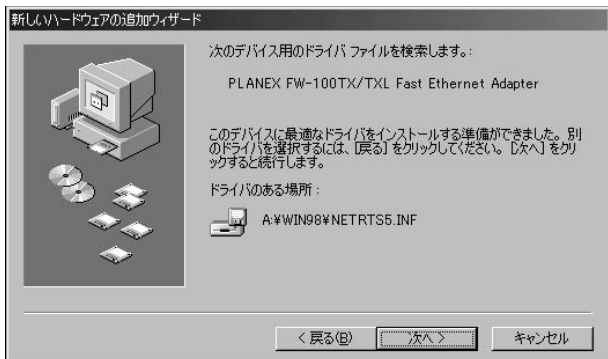 新しいハードウェアの追加ウィザード
次のデバイス用のドライバ ファイルを検索します。:
PLANEX FW-100TX/TXL Fast Ethernet Adapter
このデバイスに最適なドライバをインストールする準備ができました。別
のドライバを選択するには、[戻る] をクリックしてください。[次へ] をクリ
ックすると続行します。
ドライバのある場所:
A:¥WIN98¥NETRTS5.INF
< 戻る(B)
次へ >
キャンセル